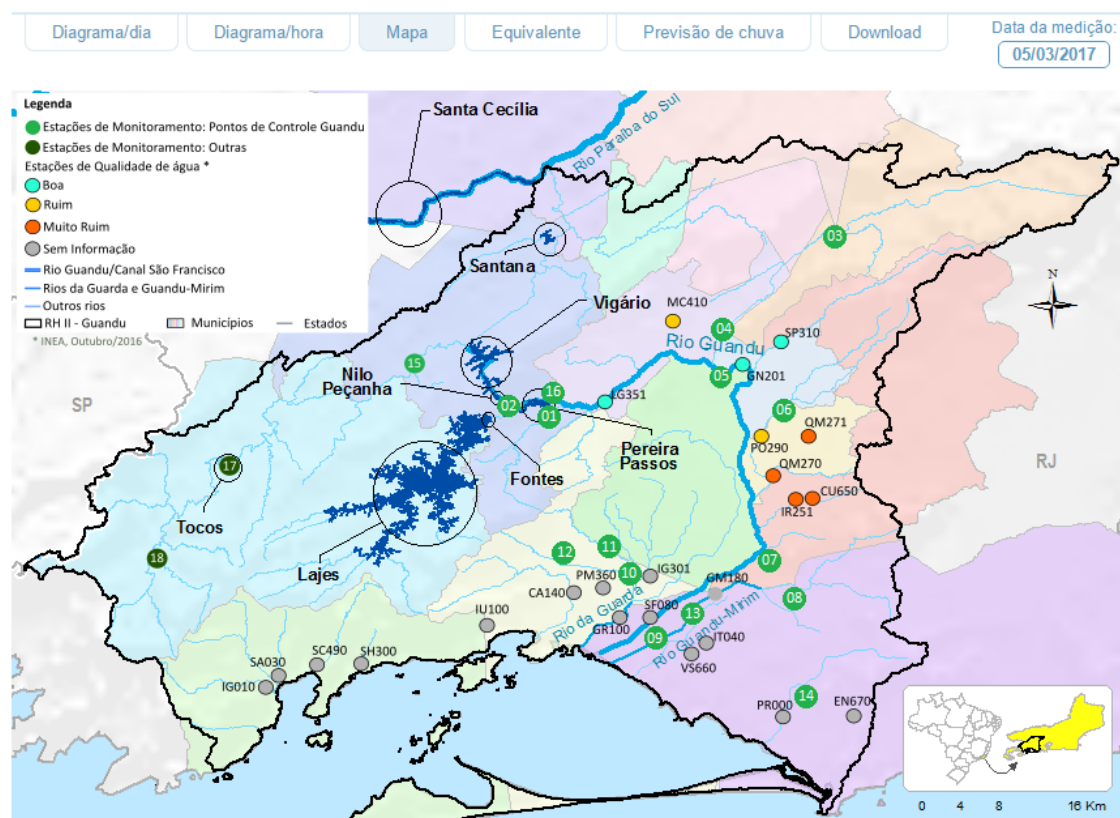 Diagrama/dia
Diagrama/hora
Mapa
Equivalente
Previsão de chuva
Download
Data da medição:
05/03/2017
Legenda
Estações de Monitoramento: Pontos de Controle Guandu
Estações de Monitoramento: Outras
Estações de Qualidade de água *
Boa
Ruim
Muito Ruim
Sem Informação
Rio Guandu/Canal São Francisco
Rios da Guarda e Guandu-Mirim
Outros rios
RH II - Guandu
Municípios
Estados
* INEA, Outubro/2016
Santa Cecília
Rio Paraíba do Sul
03
Santana
N
Vigário
MC410
04
SP310
Rio Guandu
15
Nilo
Peçanha
GN201
05
16
LG351
SP
02
01
06
QM271
PO290
Pereira
Passos
RJ
17
Fontes
QM270
CU650
IR251
Tocos
18
Lajes
12
11
10
IG301
07
PM360
CA140
GM180
08
Rio da Guarda
SF080
13
Rio Guandu-Mirim
IU100
GR100
09
IT040
VS660
SC490
SH300
SA030
IG010
14
PR000
EN670
0
4
8
16 Km